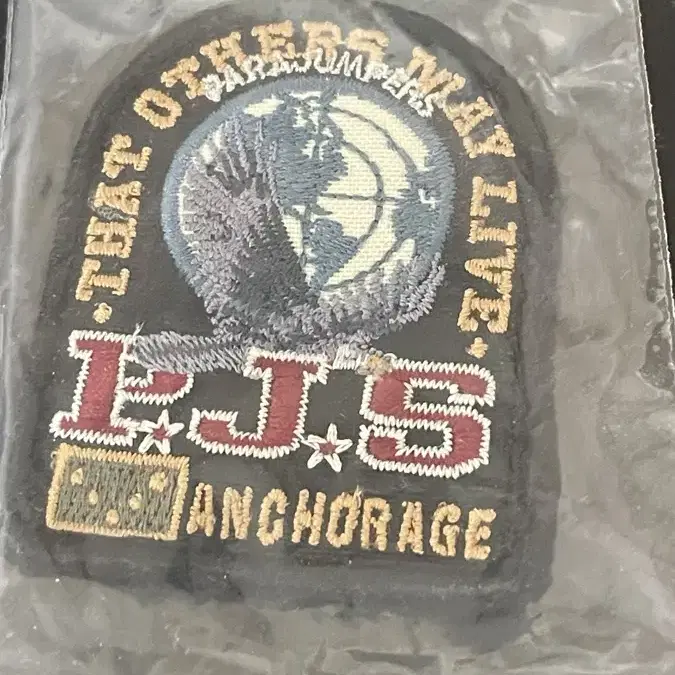 THAT OTHERS MAY LIVE
PARAJUMPERS
P.J.S
ANCHORAGE